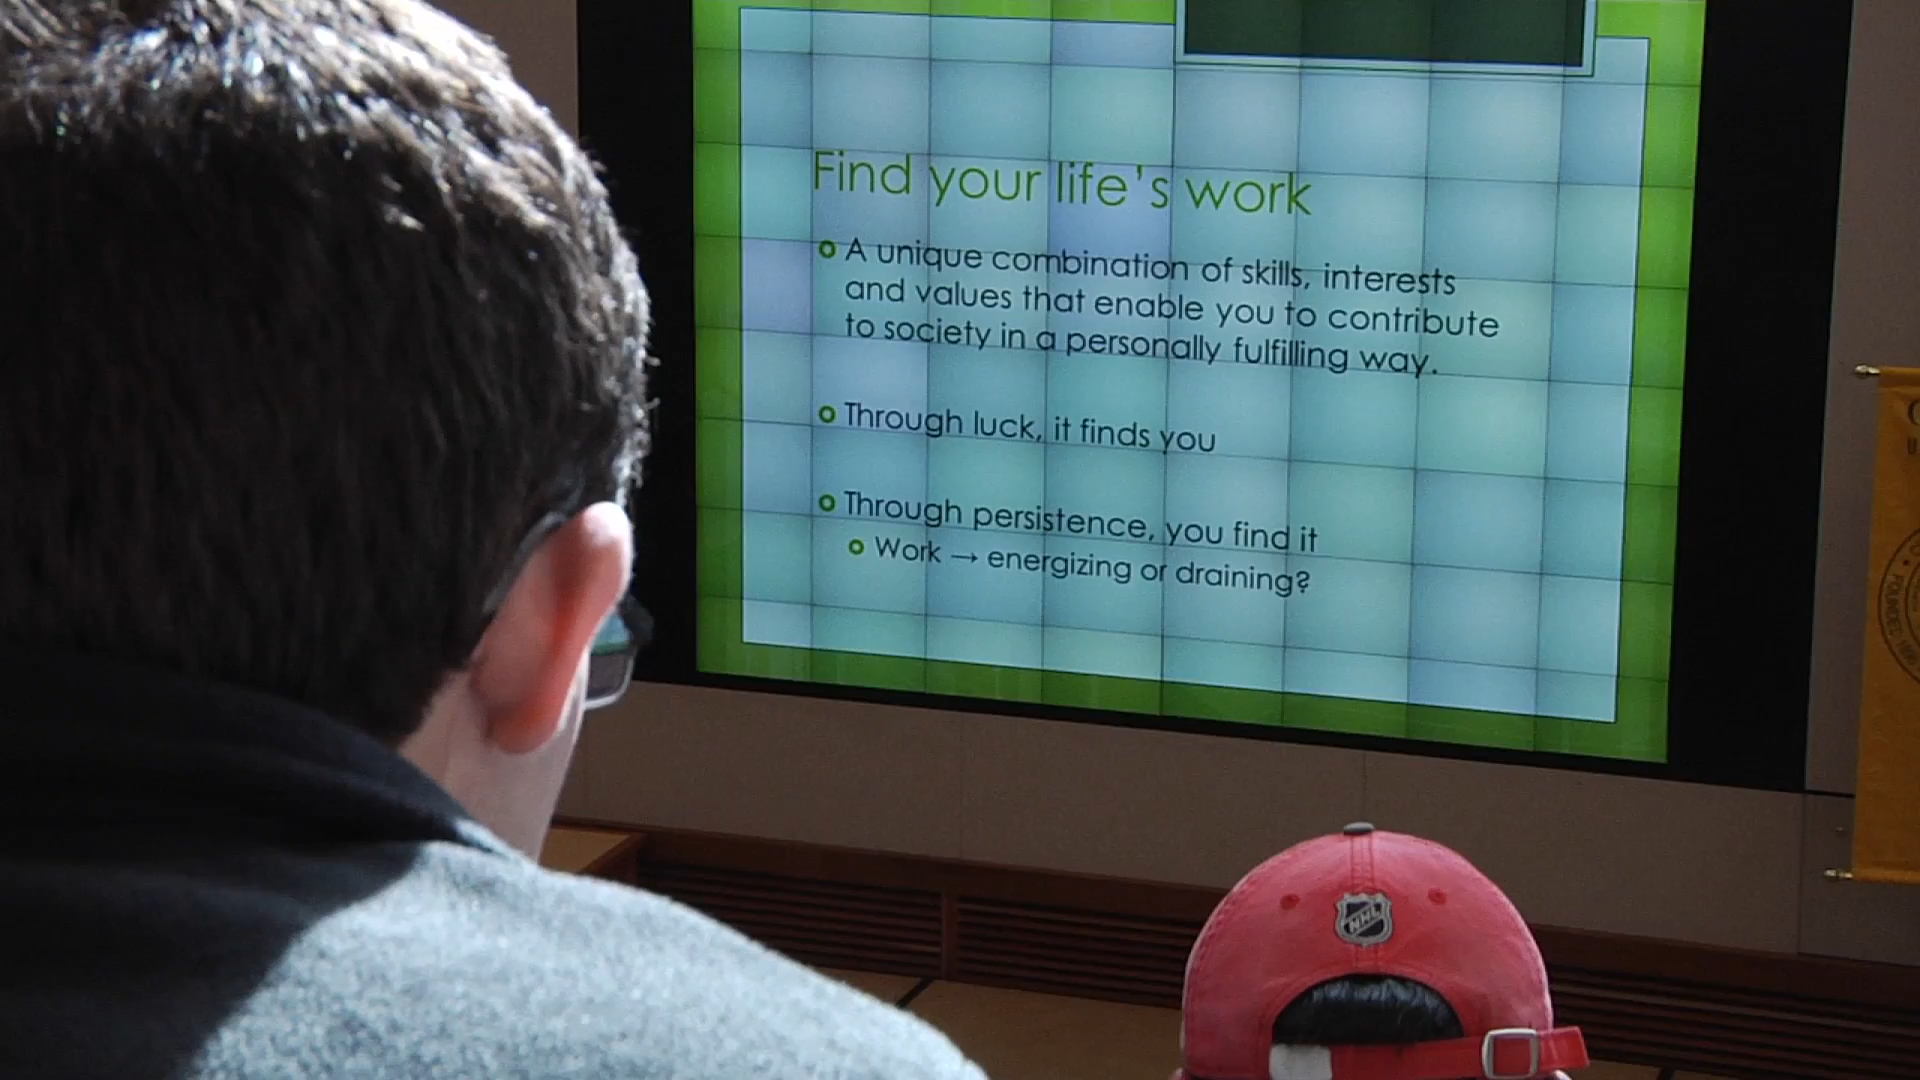 Find your life's work
A unique combination of skills, interests
and values that enable you to contribute
to society in a personally fulfilling way.
Through luck, it finds you
Through persistence, you find it
Work → energizing or draining?
NHL